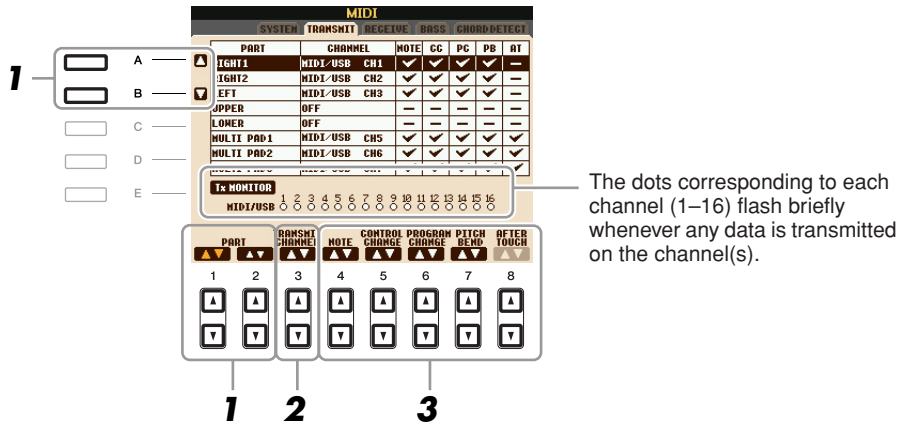 MIDI
SYSTEM TRANSMIT RECEIVE BASS CHORD DETECT
PART CHANNEL NOTE CC PC PB AT
RIGHT1 MIDI/USB CH1
RIGHT2 MIDI/USB CH2
LEFT MIDI/USB CH3
UPPER OFF
LOWER OFF
MULTI PAD1 MIDI/USB CH5
MULTI PAD2 MIDI/USB CH6
Tx MONITOR
1 2 3 4 5 6 7 8 9 10 11 12 13 14 15 16
MIDI/USB
A
B
C
D
E
1
The dots corresponding to each
channel (1–16) flash briefly
whenever any data is transmitted
on the channel(s).
PART
TRANSMIT
CHANNEL
NOTE
CONTROL
CHANGE
PROGRAM
CHANGE
PITCH
BEND
AFTER
TOUCH
1 2 3 4 5 6 7 8
1 2 3